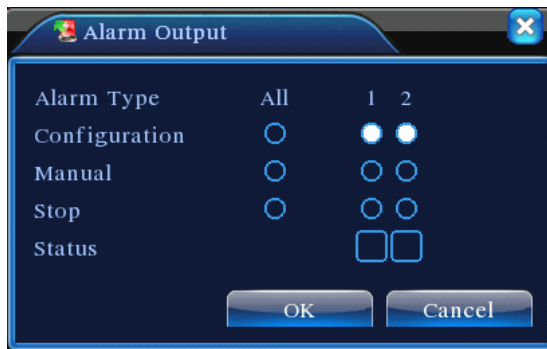 Alarm Output
Alarm Type All 1 2
Configuration
Manual
Stop
Status
OK Cancel